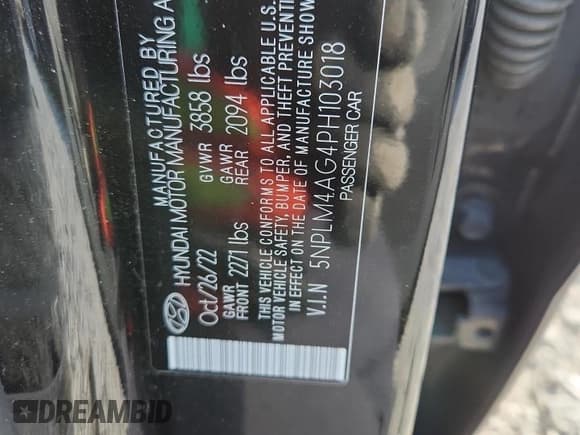 MANUFACTURED BY
HYUNDAI MOTOR MANUFACTURING A
Oct/26/22 GVWR 3858 lbs
GAWR FRONT 2271 lbs GAWR REAR 2094 lbs
THIS VEHICLE CONFORMS TO ALL APPLICABLE U.S.
MOTOR VEHICLE SAFETY, BUMPER, AND THEFT PREVENTI
IN EFFECT ON THE DATE OF MANUFACTURE SHOW
V.I.N 5NPLM4AG4PH103018
PASSENGER CAR
DREAMBID